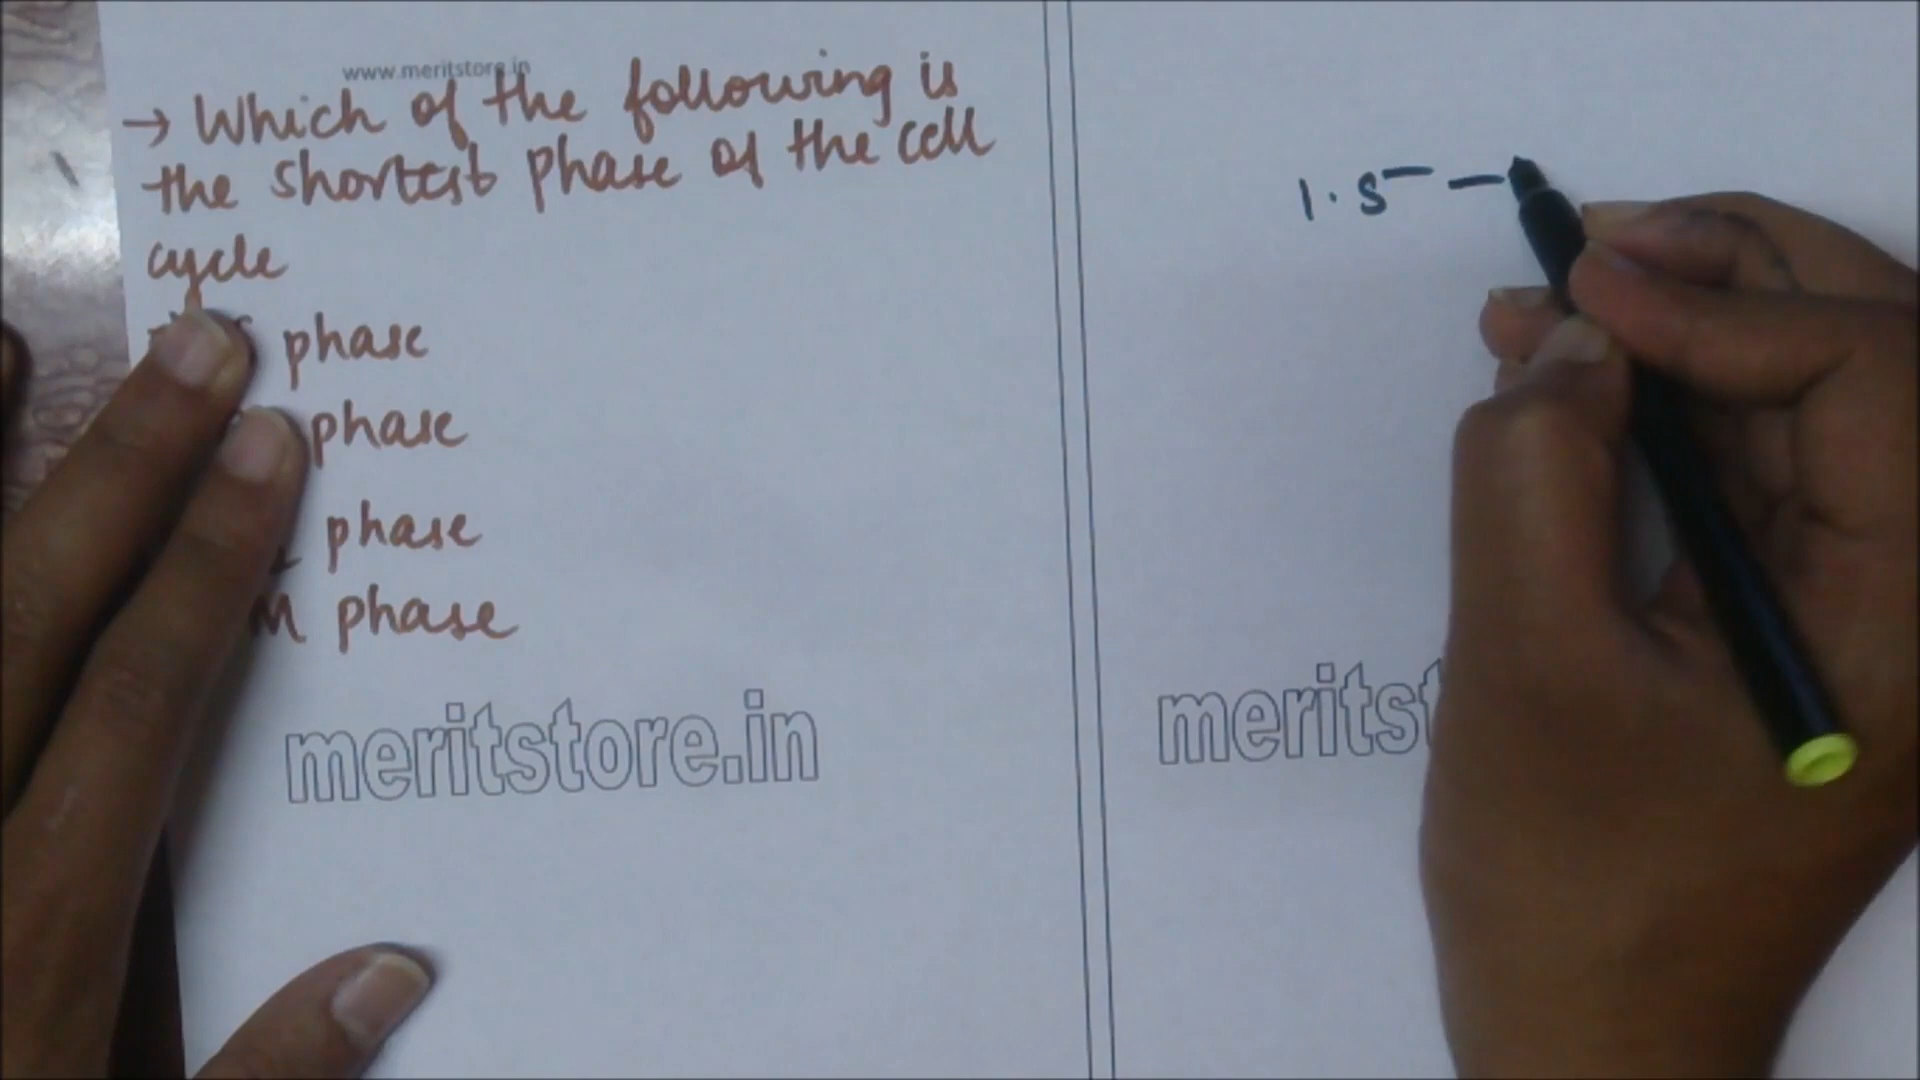 www.meritstore.in
→ Which of the following is
the shortest phase of the cell
cycle
phase
phase
phase
M phase
meritstore.in
1. S — —
meritst